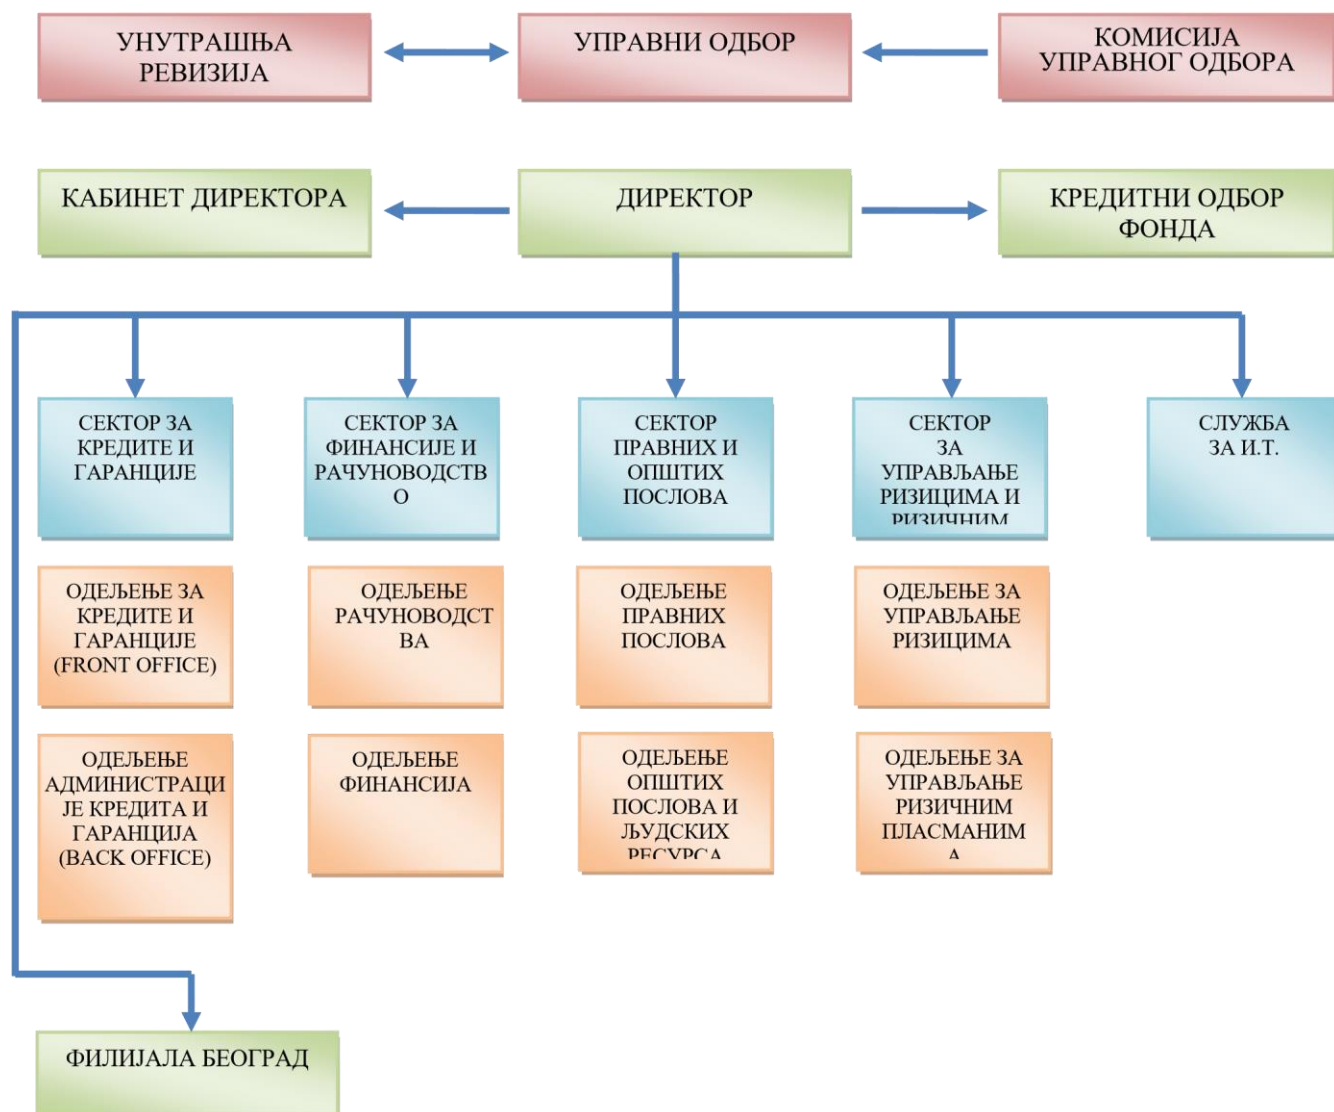 УНУТРАШЊА
РЕВИЗИЈА
УПРАВНИ ОДБОР
КОМИСИЈА
УПРАВНОГ ОДБОРА
КАБИНЕТ ДИРЕКТОРА
ДИРЕКТОР
КРЕДИТНИ ОДБОР
ФОНДА
СЕКТОР ЗА
КРЕДИТЕ И
ГАРАНЦИЈЕ
СЕКТОР ЗА
ФИНАНСИЈЕ И
РАЧУНОВОДСТВ
О
СЕКТОР
ПРАВНИХ И
ОПШТИХ
ПОСЛОВА
СЕКТОР
ЗА
УПРАВЉАЊЕ
РИЗИЦИМА И
РИЗИЧНИМ
СЛУЖБА
ЗА И.Т.
ОДЕЉЕЊЕ ЗА
КРЕДИТЕ И
ГАРАНЦИЈЕ
(FRONT OFFICE)
ОДЕЉЕЊЕ
РАЧУНОВОДСТ
ВА
ОДЕЉЕЊЕ
ПРАВНИХ
ПОСЛОВА
ОДЕЉЕЊЕ ЗА
УПРАВЉАЊЕ
РИЗИЦИМА
ОДЕЉЕЊЕ
АДМИНИСТРАЦИ
ЈЕ КРЕДИТА И
ГАРАНЦИЈА
(BACK OFFICE)
ОДЕЉЕЊЕ
ФИНАНСИЈА
ОДЕЉЕЊЕ
ОПШТИХ
ПОСЛОВА И
ЉУДСКИХ
РЕСУРСА
ОДЕЉЕЊЕ ЗА
УПРАВЉАЊЕ
РИЗИЧНИМ
ПЛАСМАНИМ
А
ФИЛИЈАЛА БЕОГРАД